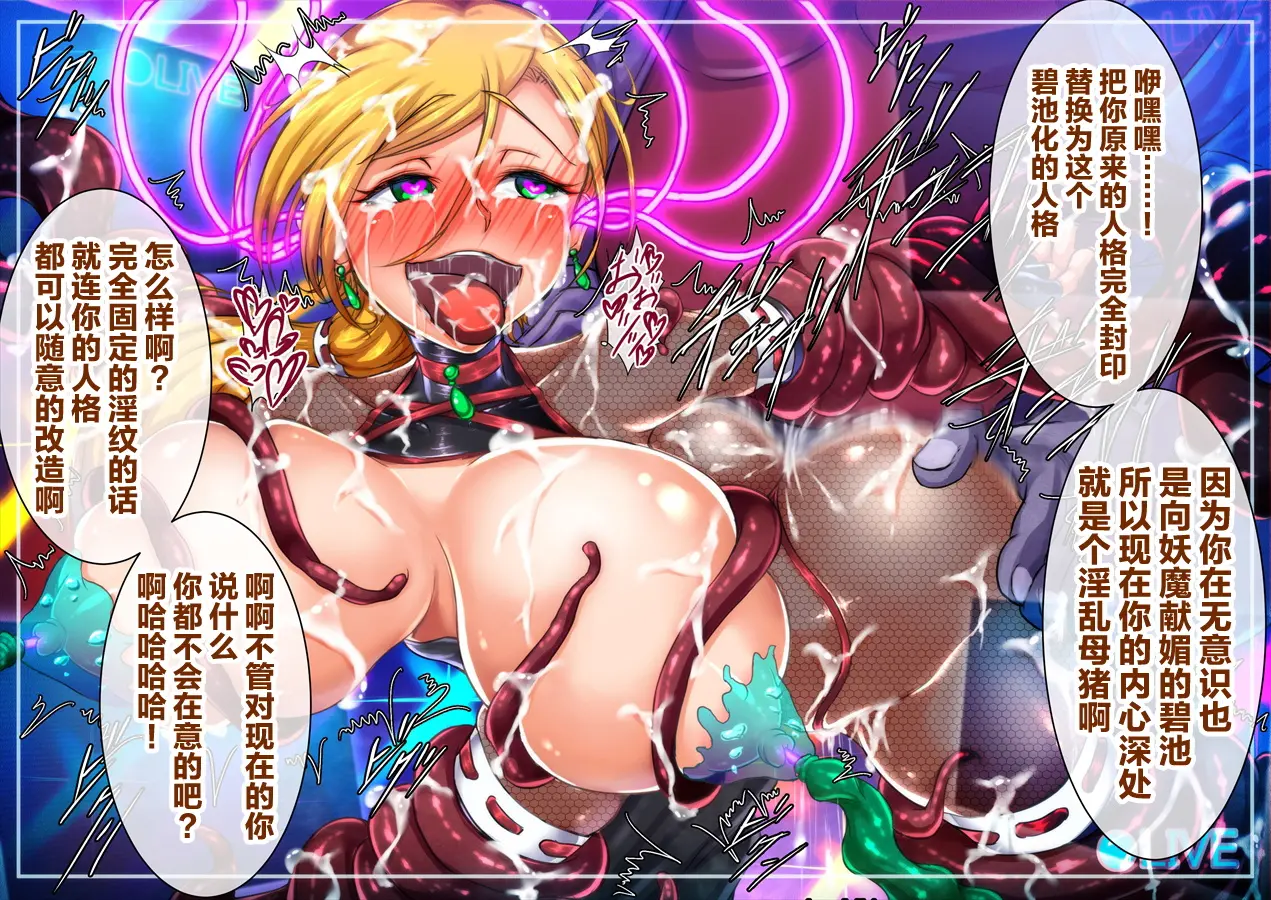 咿嘿嘿……！
把你原来的人格完全封印
替换为这个
碧池化的人格
因为你在无意识也
是向妖魔献媚的碧池
所以现在你的内心深处
就是个淫乱母猪啊
怎么样啊？
完全固定的淫纹的话
就连你的人格
都可以随意的改造啊
啊啊不管对现在的你
说什么
你都不会在意的吧？
啊哈哈哈哈！
LIVE
LIVE
LIVE